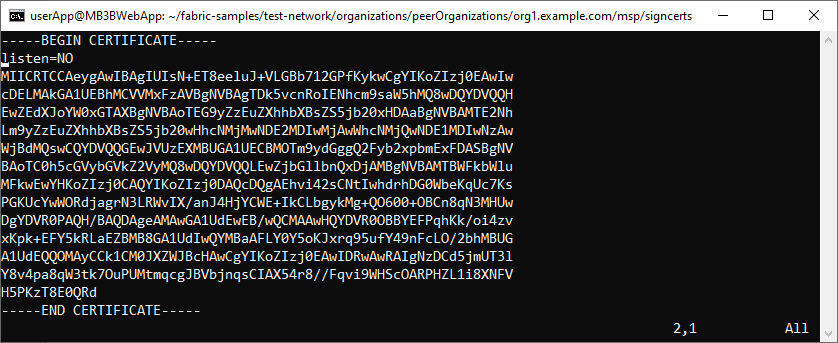 userApp@MB3BWebApp: ~/fabric-samples/test-network/organizations/peerOrganizations/org1.example.com/msp/signcerts
-----BEGIN CERTIFICATE-----
listen=NO
MIICRTCCAeygAwIBAgIUIsN+ET8eeluJ+VLGBb712GPfKykwCgYIKoZIzj0EAwIw
cDELMAkGA1UEBhMCVVMxFzAVBgNVBAgTDk5vcnRoIENhcm9saW5hMQ8wDQYDVQQH
EwZEdXJoYW0xGTAXBgNVBAoTEG9yZzEuZXhhbXBsZS5jb20xHDAaBgNVBAMTE2Nh
Lm9yZzEuZXhhbXBsZS5jb20wHhcNMjMwNDE2MDIwMjAwWhcNMjQwNDE1MDIwNzAw
WjBdMQswCQYDVQQGEwJVUzEXMBUGA1UECBMOTm9ydGggQ2Fyb2xpbmExFDASBgNV
BAoTC0h5cGVybGVkZ2VyMQ8wDQYDVQQLEwZjbGllbnQxDjAMBgNVBAMTBWFkbWlu
MFkwEwYHKoZIzj0CAQYIKoZIzj0DAQcDQgAEhvi42sCNtIwhdrhDG0WbeKqUc7Ks
PGKUcYwWORdjagrN3LRWvIX/anJ4HjYCWE+IkCLbgykMg+QO600+OBCn8qN3MHUw
DgYDVR0PAQH/BAQDAgeAMAwGA1UdEwEB/wQCMAAwHQYDVR0OBBYEFPqhKk/oi4zv
xKpk+EFY5kRLaEZBMB8GA1UdIwQYMBaAFLY0Y5oKJxrq95ufY49nFcLO/2bhMBUG
A1UdEQQOMAyCCk1CM0JXZWJBcHAwCgYIKoZIzj0EAwIDRwAwRAIgNzDCd5jmUT3l
Y8v4pa8qW3tk7OuPUMtmqcgJBVbjnqsCIAX54r8//Fqvi9WHScOARPHZL1i8XNFV
H5PKzT8E0QRd
-----END CERTIFICATE-----
2,1 All